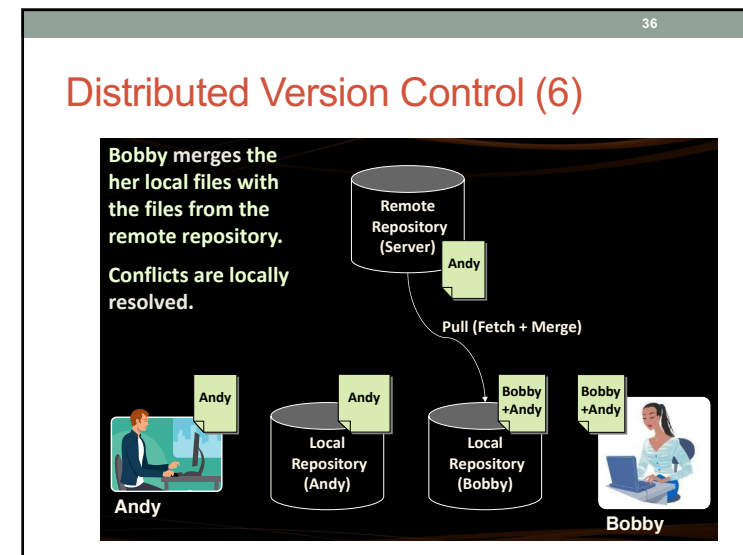 36
Distributed Version Control (6)
Bobby merges the
her local files with
the files from the
remote repository.
Conflicts are locally
resolved.
Remote
Repository
(Server)
Andy
Pull (Fetch + Merge)
Andy
Andy
Local
Repository
(Andy)
Andy
Bobby
+Andy
Local
Repository
(Bobby)
Bobby
+Andy
Bobby